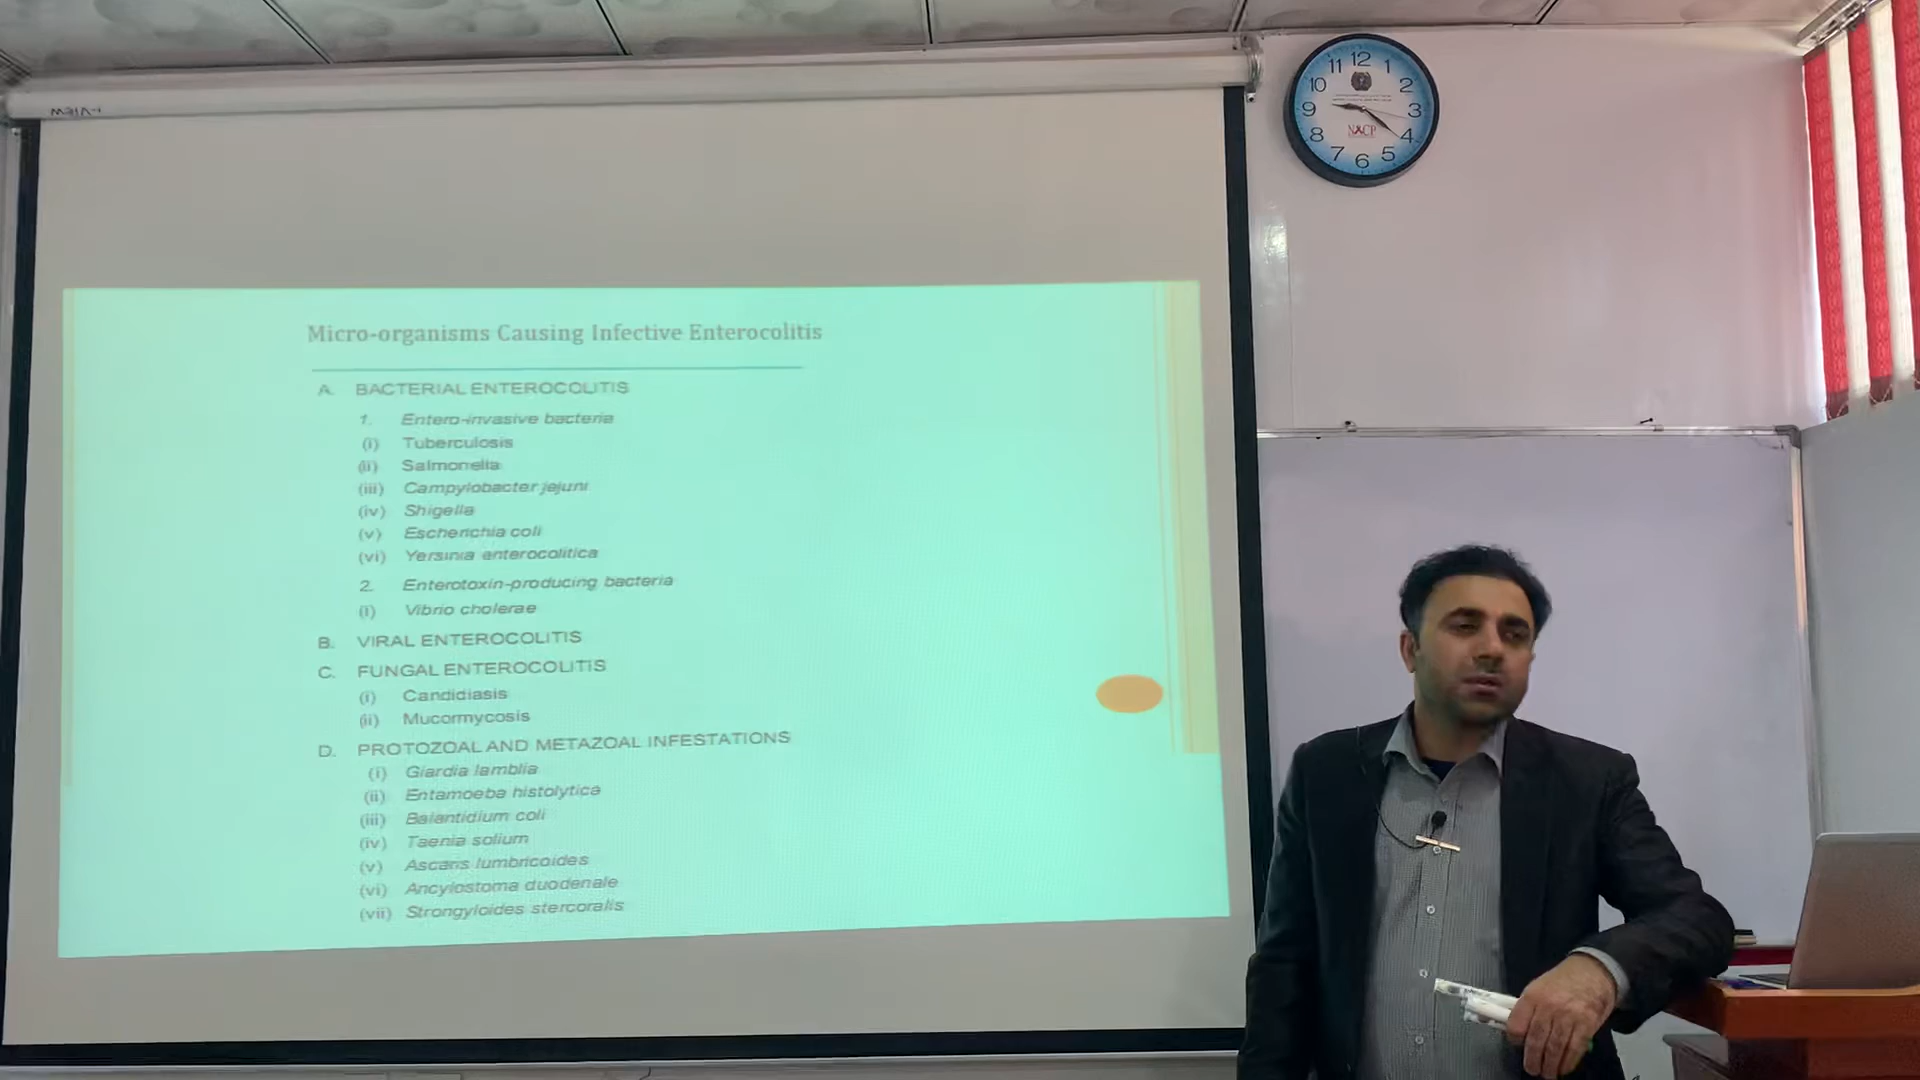 Micro-organisms Causing Infective Enterocolitis
A. BACTERIAL ENTEROCOLITIS
1. Entero-invasive bacteria
(i) Tuberculosis
(ii) Salmonella
(iii) Campylobacter jejuni
(iv) Shigella
(v) Escherichia coli
(vi) Yersinia enterocolitica
2. Enterotoxin-producing bacteria
(i) Vibrio cholerae
B. VIRAL ENTEROCOLITIS
C. FUNGAL ENTEROCOLITIS
(i) Candidiasis
(ii) Mucormycosis
D. PROTOZOAL AND METAZOAL INFESTATIONS
(i) Giardia lamblia
(ii) Entamoeba histolytica
(iii) Balantidium coli
(iv) Taenia solium
(v) Ascaris lumbricoides
(vi) Ancylostoma duodenale
(vii) Strongyloides stercoralis
12
1
2
3
4
5
6
7
8
9
10
11
NACP